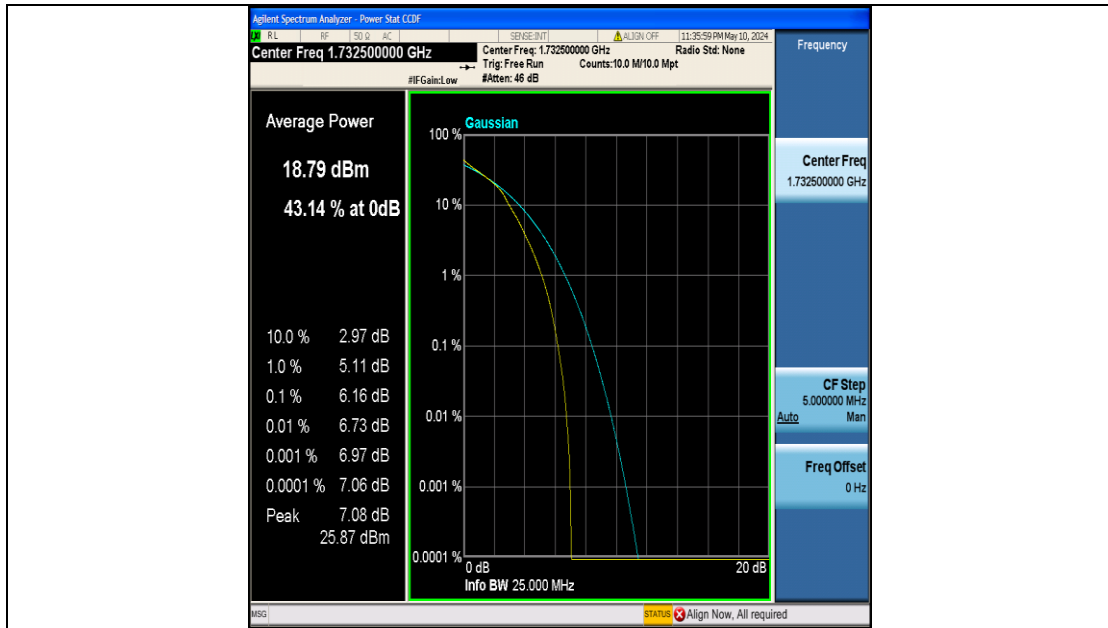 Agilent Spectrum Analyzer - Power Stat CCDF
RL RF 50 Ω AC SENSE:INT ALIGN OFF 11:35:59 PM May 10, 2024
Center Freq 1.732500000 GHz
Center Freq: 1.732500000 GHz Radio Std: None
Trig: Free Run Counts:10.0 M/10.0 Mpt
#IFGain:Low #Atten: 46 dB
Frequency
Average Power
18.79 dBm
43.14 % at 0dB
10.0 % 2.97 dB
1.0 % 5.11 dB
0.1 % 6.16 dB
0.01 % 6.73 dB
0.001 % 6.97 dB
0.0001 % 7.06 dB
Peak 7.08 dB
25.87 dBm
Gaussian
100 %
10 %
1 %
0.1 %
0.01 %
0.001 %
0.0001 %
0 dB 20 dB
Info BW 25.000 MHz
Center Freq
1.732500000 GHz
CF Step
5.000000 MHz
Auto Man
Freq Offset
0 Hz
MSG STATUS Align Now, All required